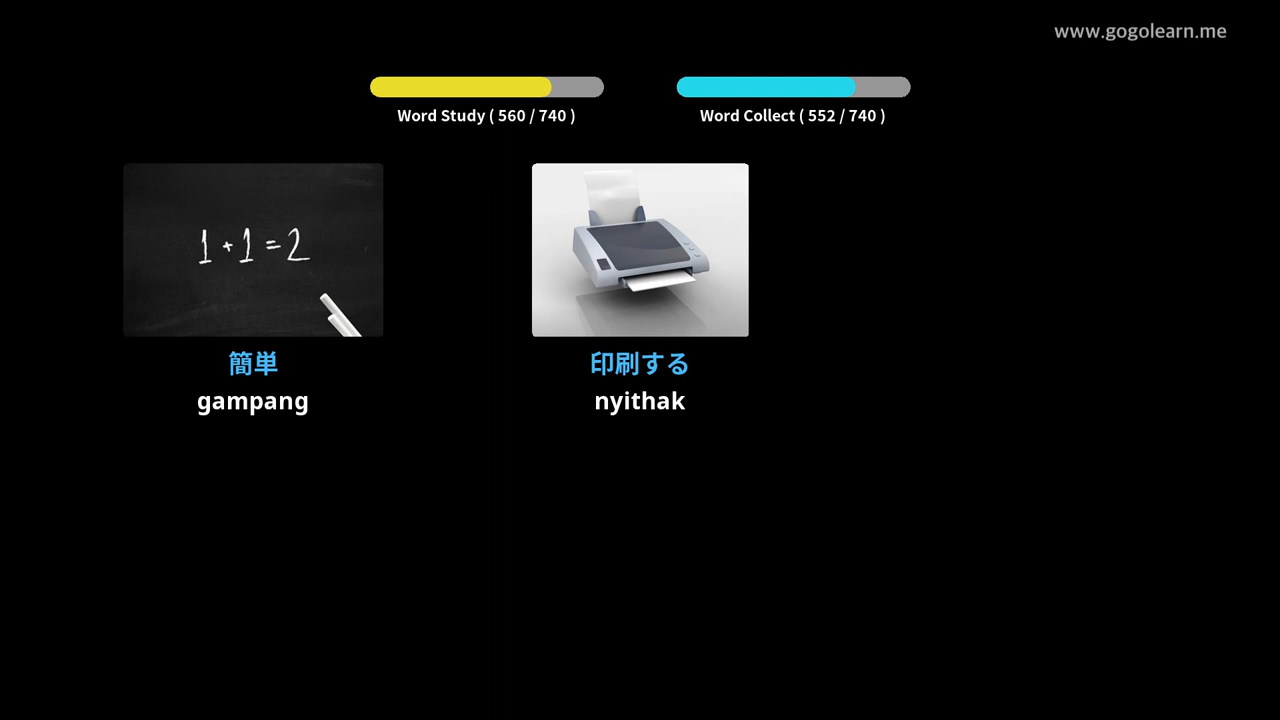 www.gogolearn.me
Word Study ( 560 / 740 )
Word Collect ( 552 / 740 )
1 + 1 = 2
簡単
gampang
印刷する
nyithak